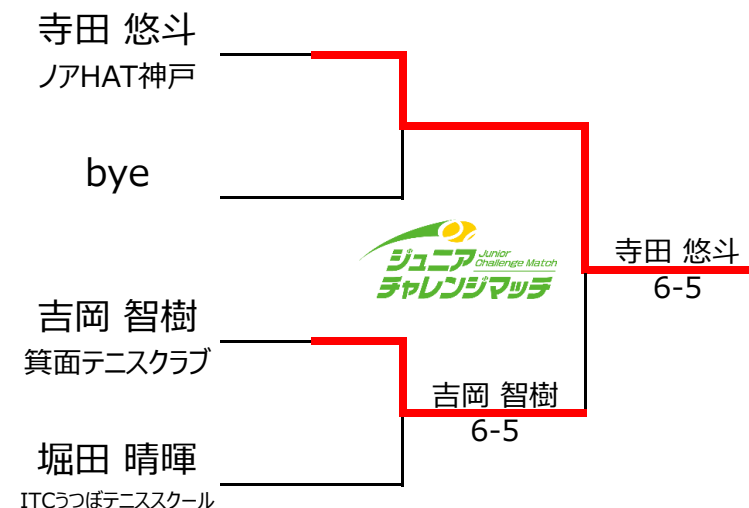 寺田 悠斗
ノアHAT神戸
bye
ジュニア Junior Challenge Match
チャレンジマッチ
寺田 悠斗
6-5
吉岡 智樹
箕面テニスクラブ
吉岡 智樹
6-5
堀田 晴暉
ITCうつぼテニススクール